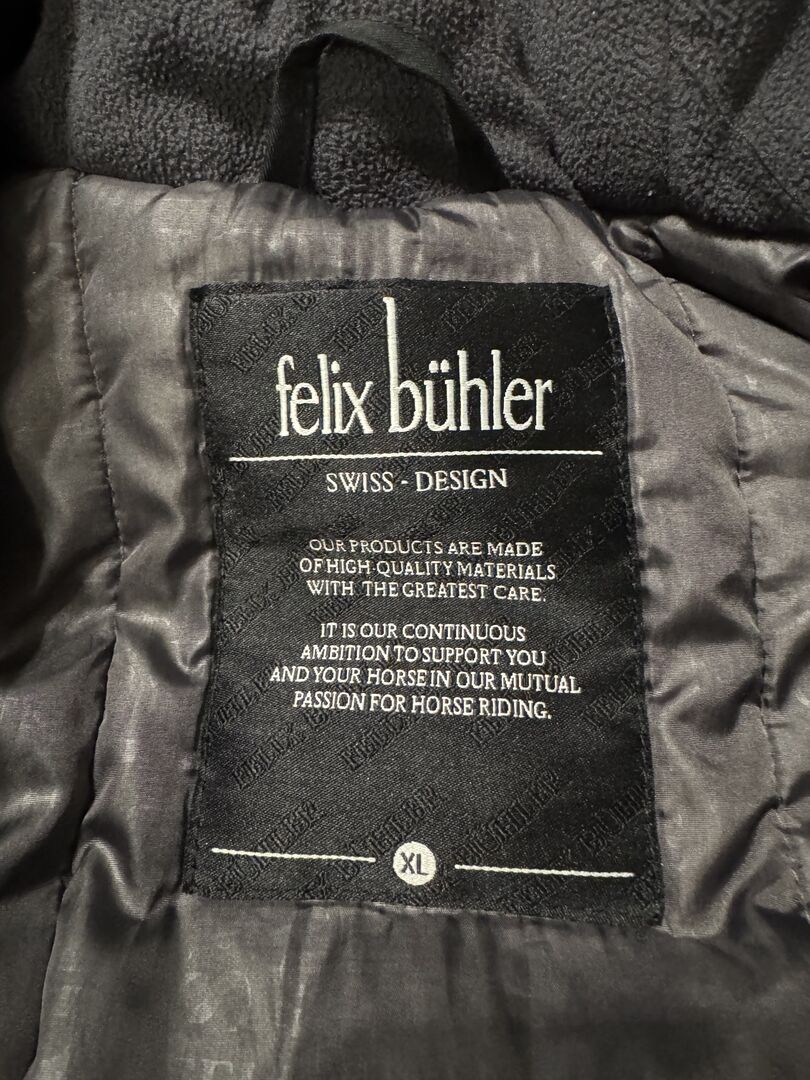 felix bühler
SWISS - DESIGN
OUR PRODUCTS ARE MADE
OF HIGH-QUALITY MATERIALS
WITH THE GREATEST CARE.
IT IS OUR CONTINUOUS
AMBITION TO SUPPORT YOU
AND YOUR HORSE IN OUR MUTUAL
PASSION FOR HORSE RIDING.
XL